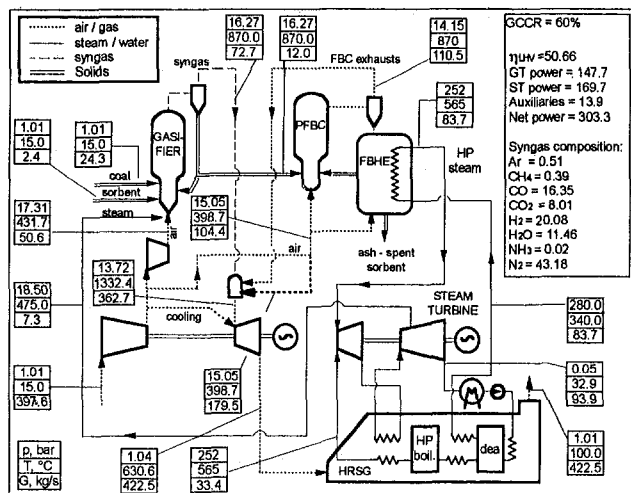 air / gas
steam / water
syngas
Solids
16.27
870.0
72.7
16.27
870.0
12.0
14.15
870
110.5
syngas
FBC exhausts
252
565
83.7
GCCR = 60%
ηLHV =50.66
GT power = 147.7
ST power = 169.7
Auxiliaries = 13.9
Net power = 303.3
Syngas composition:
Ar = 0.51
CH4 = 0.39
CO = 16.35
CO2 = 8.01
H2 = 20.08
H2O = 11.46
NH3 = 0.02
N2 = 43.18
1.01
15.0
2.4
1.01
15.0
24.3
GASI-
FIER
PFBC
FBHE
HP
steam
coal
sorbent
steam
air
17.31
431.7
50.6
15.05
398.7
104.4
air
ash - spent
sorbent
13.72
1332.4
362.7
18.50
475.0
7.3
cooling
STEAM
TURBINE
280.0
340.0
83.7
1.01
15.0
397.6
15.05
398.7
179.5
0.05
32.9
93.9
M
1.01
100.0
422.5
p, bar
T, °C
G, kg/s
1.04
630.6
422.5
252
565
33.4
HRSG
HP
boil.
dea